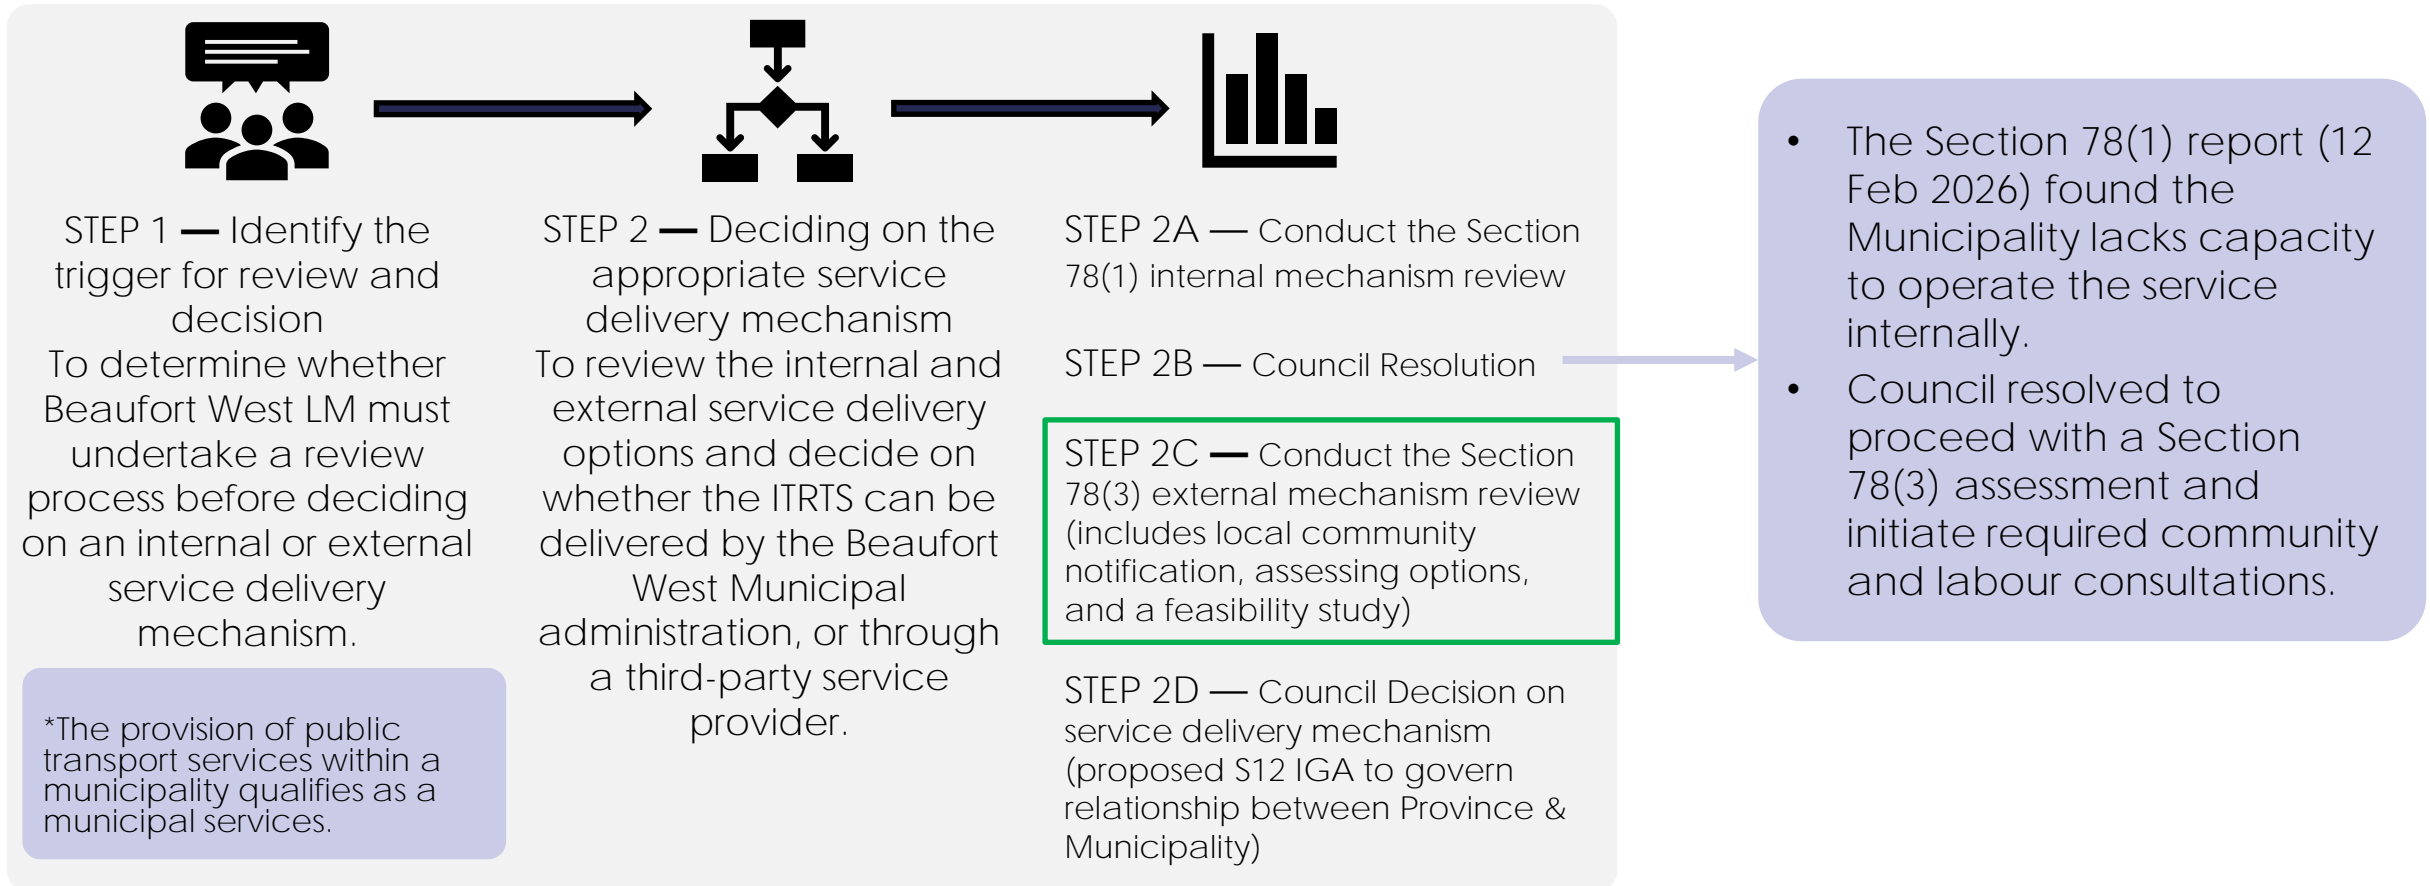 STEP 1 — Identify the
trigger for review and
decision
To determine whether
Beaufort West LM must
undertake a review
process before deciding
on an internal or external
service delivery
mechanism.
*The provision of public
transport services within a
municipality qualifies as a
municipal services.
STEP 2 — Deciding on the
appropriate service
delivery mechanism
To review the internal and
external service delivery
options and decide on
whether the ITRTS can be
delivered by the Beaufort
West Municipal
administration, or through
a third-party service
provider.
STEP 2A — Conduct the Section
78(1) internal mechanism review
STEP 2B — Council Resolution
STEP 2C — Conduct the Section
78(3) external mechanism review
(includes local community
notification, assessing options,
and a feasibility study)
STEP 2D — Council Decision on
service delivery mechanism
(proposed S12 IGA to govern
relationship between Province &
Municipality)
• The Section 78(1) report (12
Feb 2026) found the
Municipality lacks capacity
to operate the service
internally.
• Council resolved to
proceed with a Section
78(3) assessment and
initiate required community
and labour consultations.